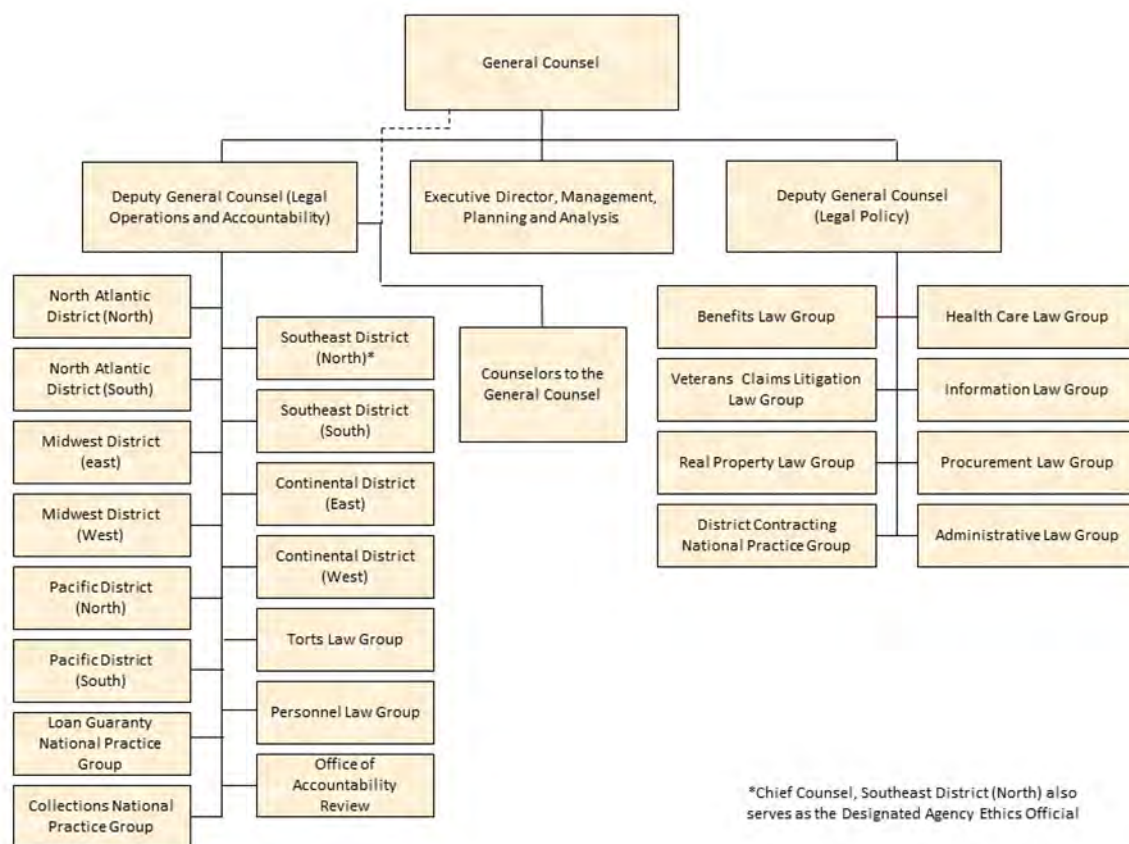 General Counsel
Deputy General Counsel (Legal
Operations and Accountability)
Executive Director, Management,
Planning and Analysis
Deputy General Counsel
(Legal Policy)
North Atlantic
District (North)
North Atlantic
District (South)
Midwest District
(east)
Midwest District
(West)
Pacific District
(North)
Pacific District
(South)
Loan Guaranty
National Practice
Group
Collections National
Practice Group
Southeast District
(North)*
Southeast District
(South)
Continental District
(East)
Continental District
(West)
Torts Law Group
Personnel Law Group
Office of
Accountability
Review
Counselors to the
General Counsel
Benefits Law Group
Veterans Claims Litigation
Law Group
Real Property Law Group
District Contracting
National Practice Group
Health Care Law Group
Information Law Group
Procurement Law Group
Administrative Law Group
*Chief Counsel, Southeast District (North) also
serves as the Designated Agency Ethics Official